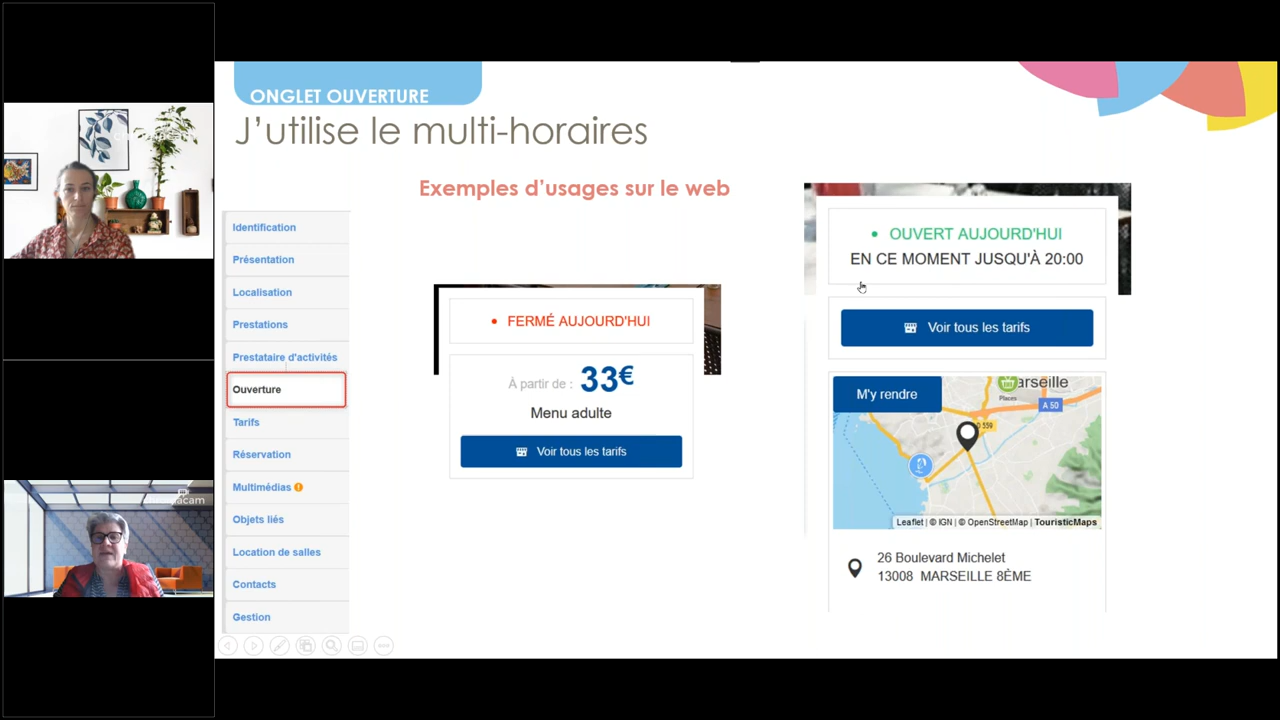 ONGLET OUVERTURE
J'utilise le multi-horaires
Exemples d'usages sur le web
Identification
Présentation
Localisation
Prestations
Prestataire d'activités
Ouverture
Tarifs
Réservation
Multimédias
Objets liés
Location de salles
Contacts
Gestion
• FERMÉ AUJOURD'HUI
À partir de : 33€
Menu adulte
Voir tous les tarifs
• OUVERT AUJOURD'HUI
EN CE MOMENT JUSQU'À 20:00
Voir tous les tarifs
M'y rendre
arseille
Places
A 50
D 559
Leaflet | © IGN | © OpenStreetMap | TouristicMaps
26 Boulevard Michelet
13008 MARSEILLE 8ÈME